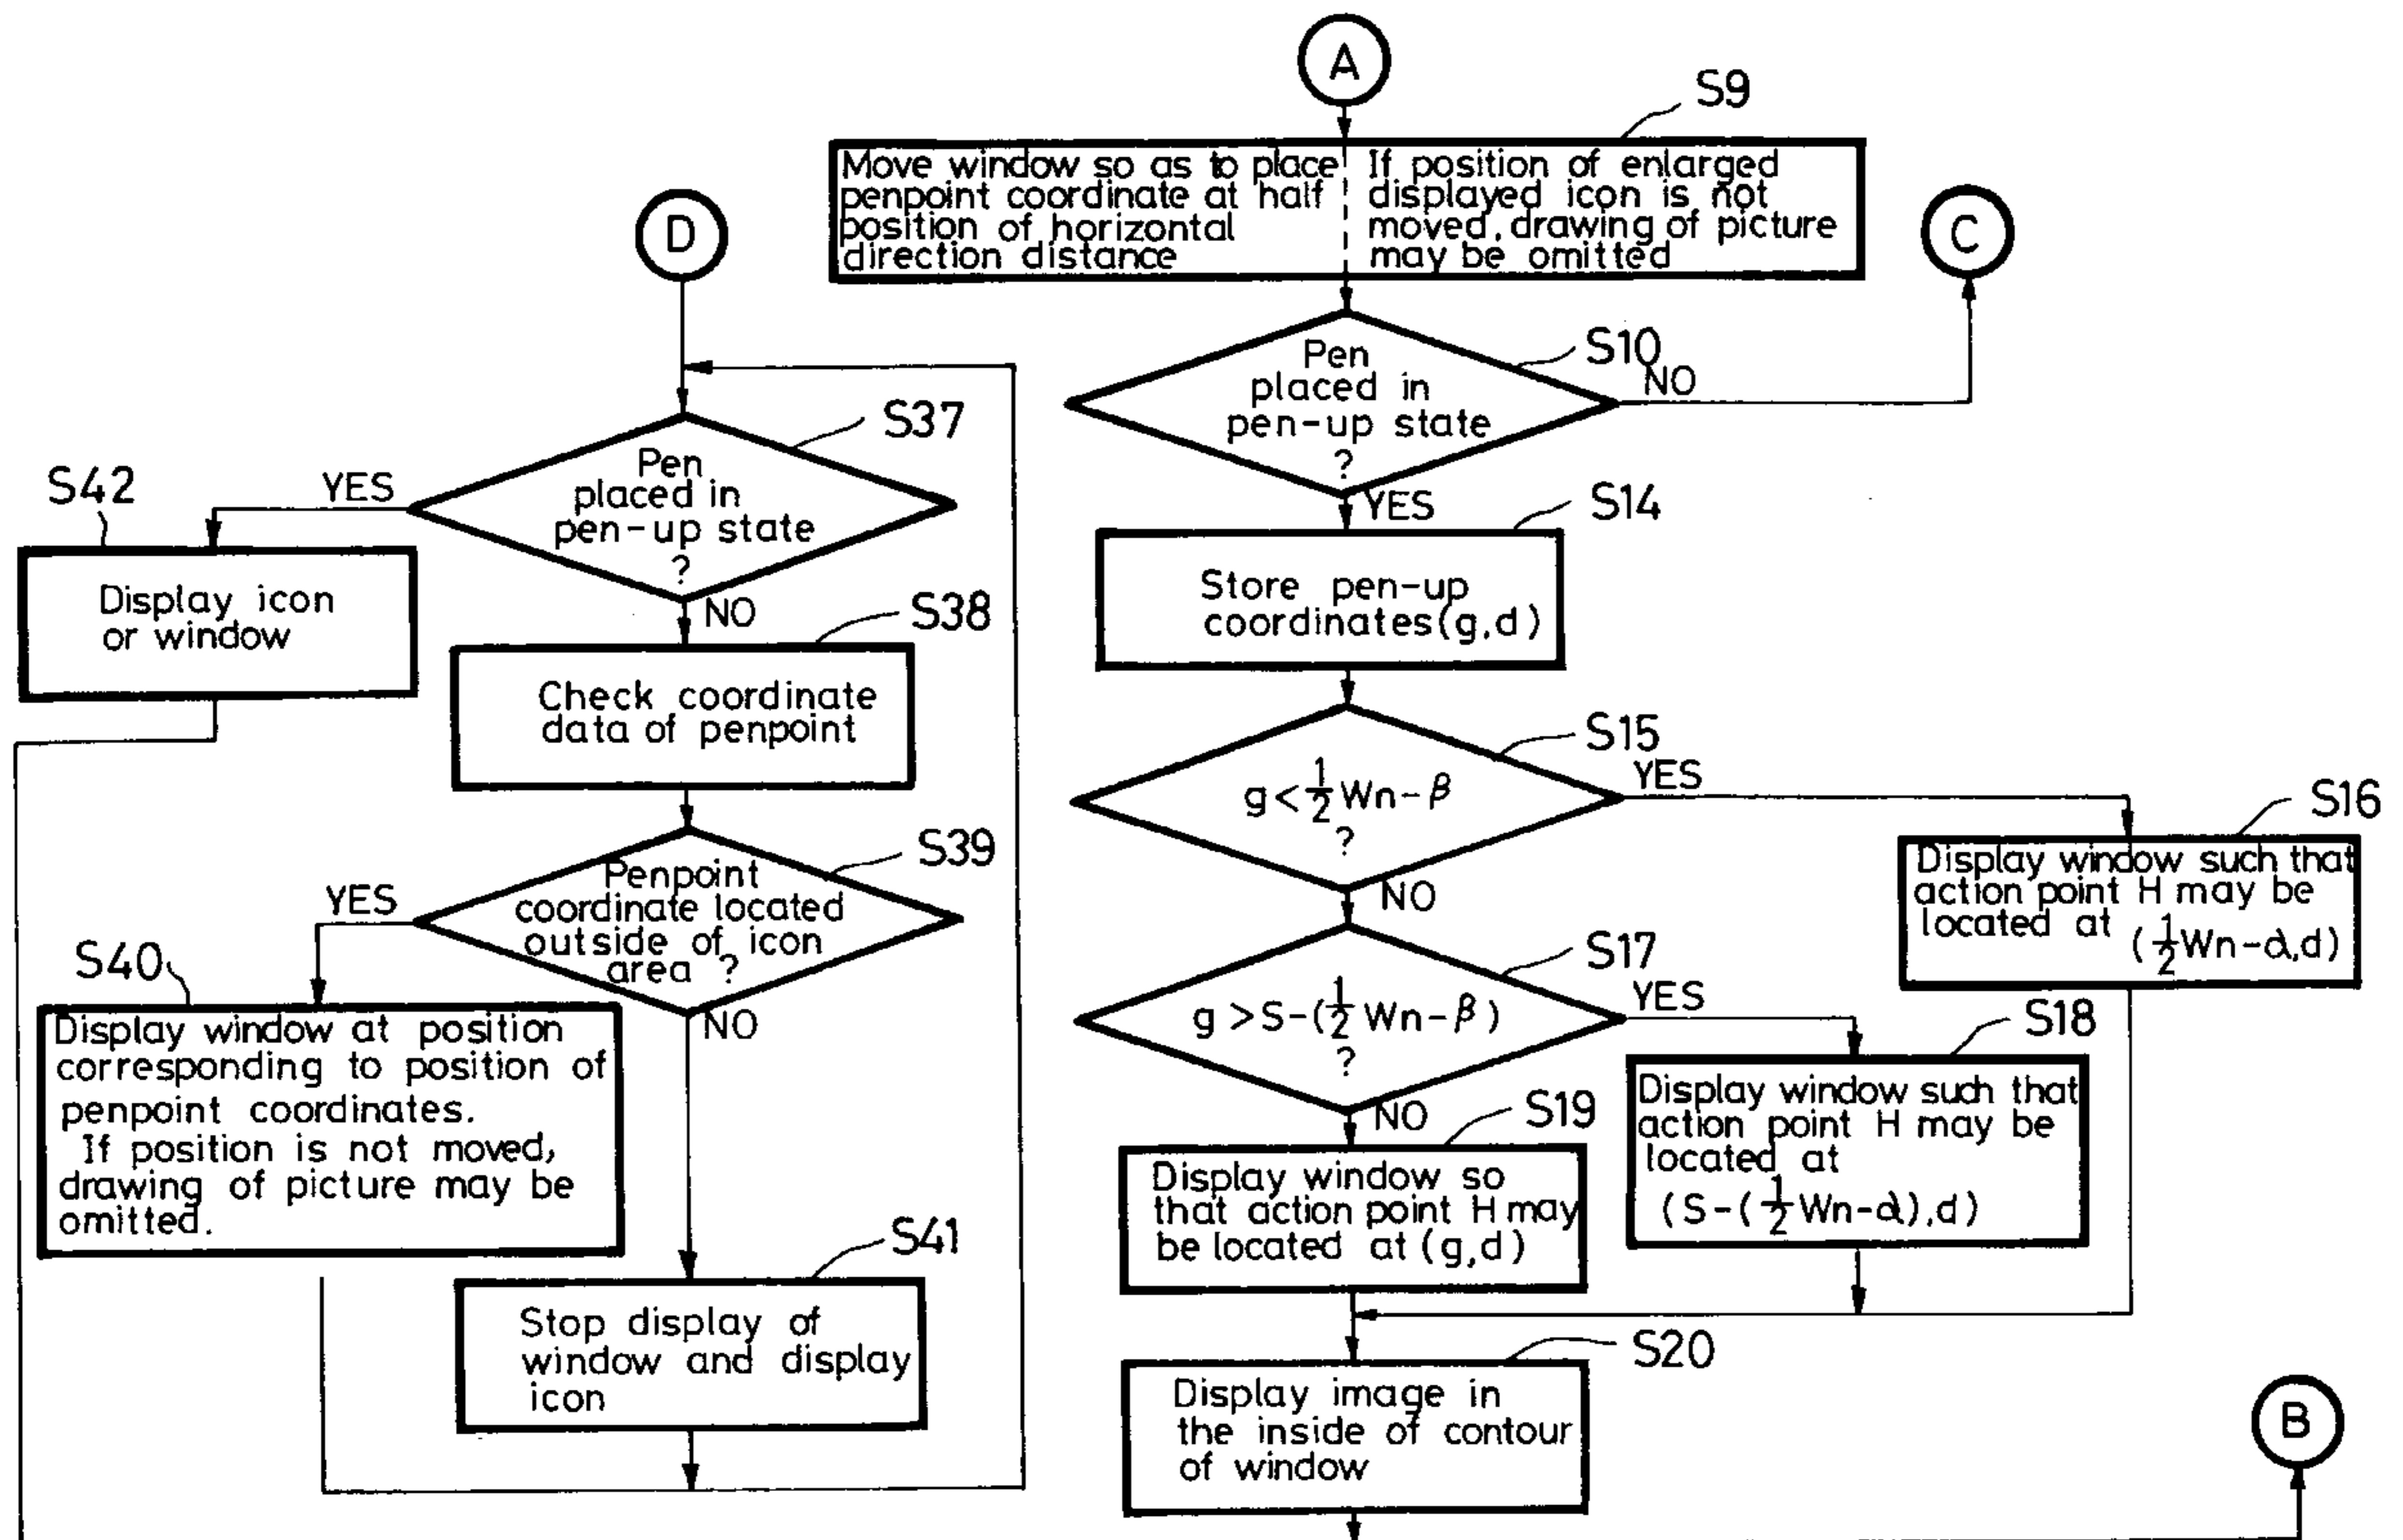 A
S9
Move window so as to place
penpoint coordinate at half
position of horizontal
direction distance
If position of enlarged
displayed icon is not
moved, drawing of picture
may be omitted
C
D
S10
Pen
placed in
pen-up state
?
NO
YES
S37
Pen
placed in
pen-up state
?
YES
NO
S42
Display icon
or window
S14
Store pen-up
coordinates(g,d)
S38
Check coordinate
data of penpoint
S15
g<½Wn-β
?
YES
NO
S16
Display window such that
action point H may be
located at (½Wn-α,d)
S39
Penpoint
coordinate located
outside of icon
area ?
YES
NO
S40
Display window at position
corresponding to position of
penpoint coordinates.
If position is not moved,
drawing of picture may be
omitted.
S17
g>S-(½Wn-β)
?
YES
NO
S18
Display window such that
action point H may be
located at
(S-(½Wn-α),d)
S19
Display window so
that action point H may
be located at (g,d)
S41
Stop display of
window and display
icon
S20
Display image in
the inside of contour
of window
B